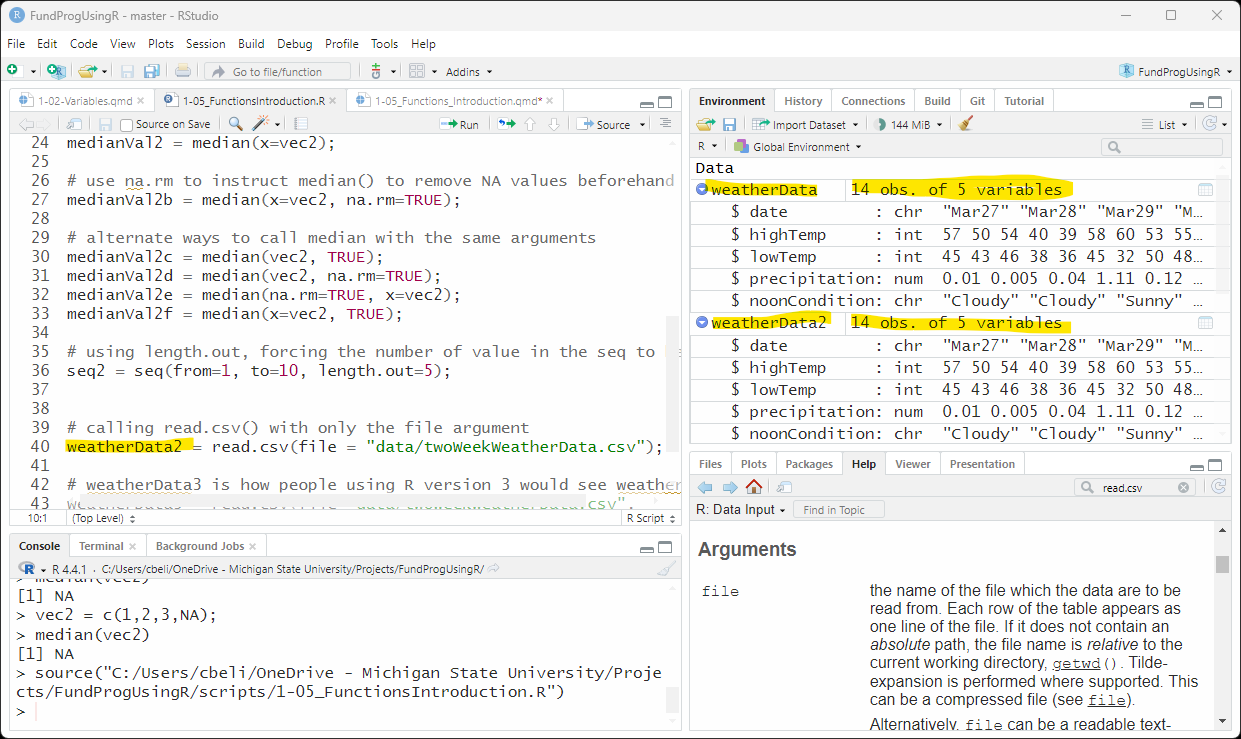 FundProgUsingR - master - RStudio
File Edit Code View Plots Session Build Debug Profile Tools Help
Go to file/function Addins FundProgUsingR
1-02-Variables.qmd 1-05_FunctionsIntroduction.R 1-05_Functions_Introduction.qmd*
Source on Save Run Source
24 medianVal2 = median(x=vec2);
25
26 # use na.rm to instruct median() to remove NA values beforehand
27 medianVal2b = median(x=vec2, na.rm=TRUE);
28
29 # alternate ways to call median with the same arguments
30 medianVal2c = median(vec2, TRUE);
31 medianVal2d = median(vec2, na.rm=TRUE);
32 medianVal2e = median(na.rm=TRUE, x=vec2);
33 medianVal2f = median(x=vec2, TRUE);
34
35 # using length.out, forcing the number of value in the seq to
36 seq2 = seq(from=1, to=10, length.out=5);
37
38
39 # calling read.csv() with only the file argument
40 weatherData2 = read.csv(file = "data/twoWeekWeatherData.csv");
41
42 # weatherData3 is how people using R version 3 would see weather
43
10:1 (Top Level) R Script
Console Terminal Background Jobs
R 4.4.1 · C:/Users/cbeli/OneDrive - Michigan State University/Projects/FundProgUsingR/
> median(vec2)
[1] NA
> vec2 = c(1,2,3,NA);
> median(vec2)
[1] NA
> source("C:/Users/cbeli/OneDrive - Michigan State University/Proje
cts/FundProgUsingR/scripts/1-05_FunctionsIntroduction.R")
>
Environment History Connections Build Git Tutorial
Import Dataset 144 MiB List
R Global Environment
Data
weatherData 14 obs. of 5 variables
$ date : chr "Mar27" "Mar28" "Mar29" "M...
$ highTemp : int 57 50 54 40 39 58 60 53 55...
$ lowTemp : int 45 43 46 38 36 45 32 50 48...
$ precipitation: num 0.01 0.005 0.04 1.11 0.12 ...
$ noonCondition: chr "Cloudy" "Cloudy" "Sunny" ...
weatherData2 14 obs. of 5 variables
$ date : chr "Mar27" "Mar28" "Mar29" "M...
$ highTemp : int 57 50 54 40 39 58 60 53 55...
$ lowTemp : int 45 43 46 38 36 45 32 50 48...
$ precipitation: num 0.01 0.005 0.04 1.11 0.12 ...
$ noonCondition: chr "Cloudy" "Cloudy" "Sunny" ...
Files Plots Packages Help Viewer Presentation
read.csv
R: Data Input Find in Topic
Arguments
file the name of the file which the data are to be
read from. Each row of the table appears as
one line of the file. If it does not contain an
absolute path, the file name is relative to the
current working directory, getwd(). Tilde-
expansion is performed where supported. This
can be a compressed file (see file).
Alternatively, file can be a readable text-